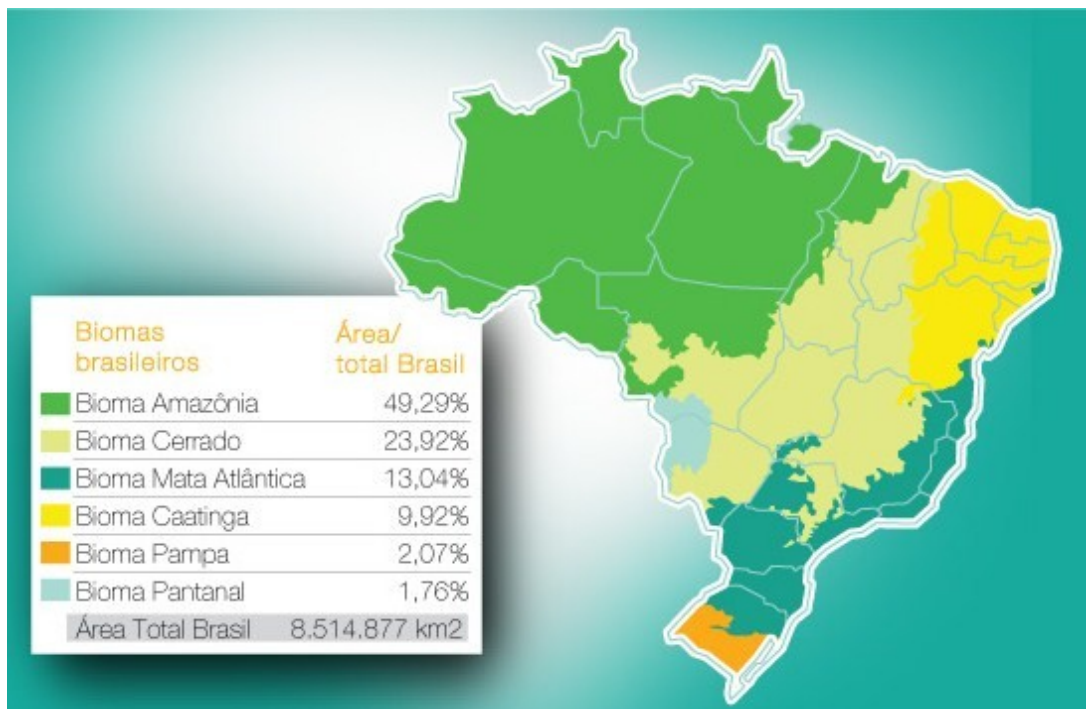 Biomas
brasileiros
Área/
total Brasil
Bioma Amazônia 49,29%
Bioma Cerrado 23,92%
Bioma Mata Atlântica 13,04%
Bioma Caatinga 9,92%
Bioma Pampa 2,07%
Bioma Pantanal 1,76%
Área Total Brasil 8.514.877 km2